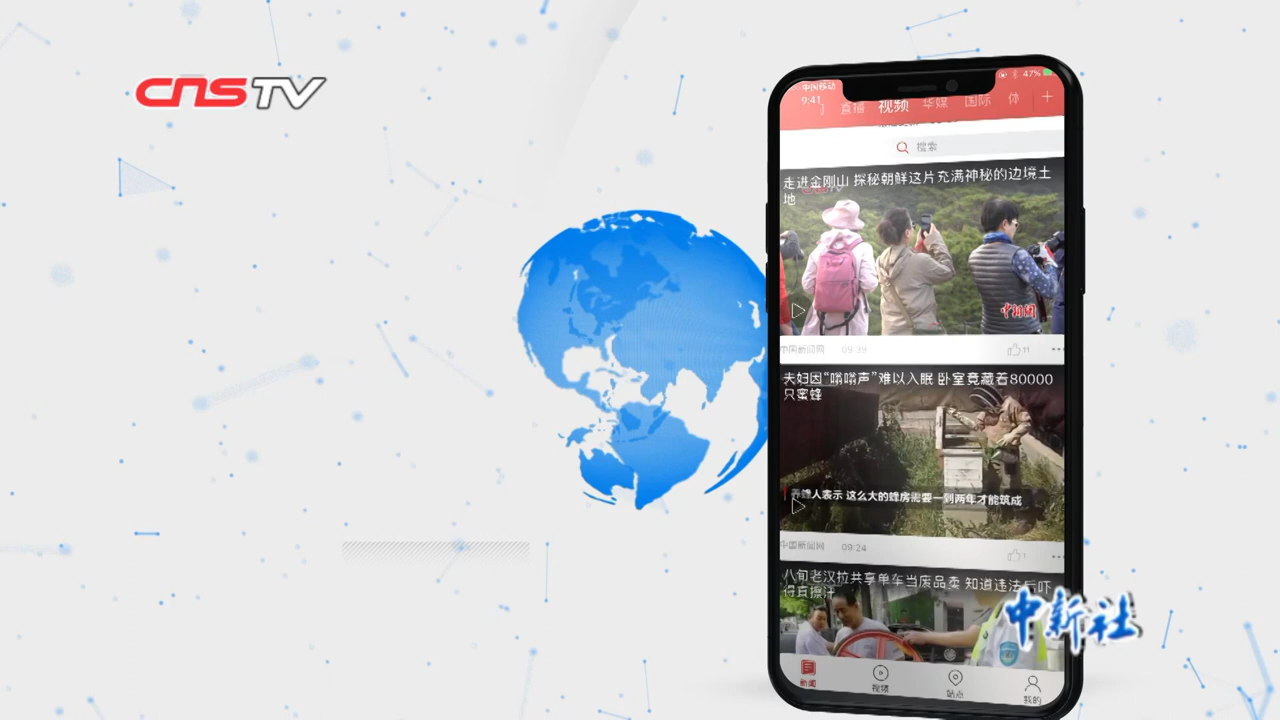 CNSTV
中国移动
9:41
47%
直播 视频 华媒 国际 体 +
搜索
走进金刚山 探秘朝鲜这片充满神秘的边境土
地
中新网
中国新闻网 09:39 11
夫妇因“嗡嗡声”难以入眠 卧室竟藏着80000
只蜜蜂
养蜂人表示 这么大的蜂房需要一到两年才能筑成
中国新闻网 09:24 1
八旬老汉拉共享单车当废品卖 知道违法后吓
得直擦汗
中新社
新闻 视频 站点 我的